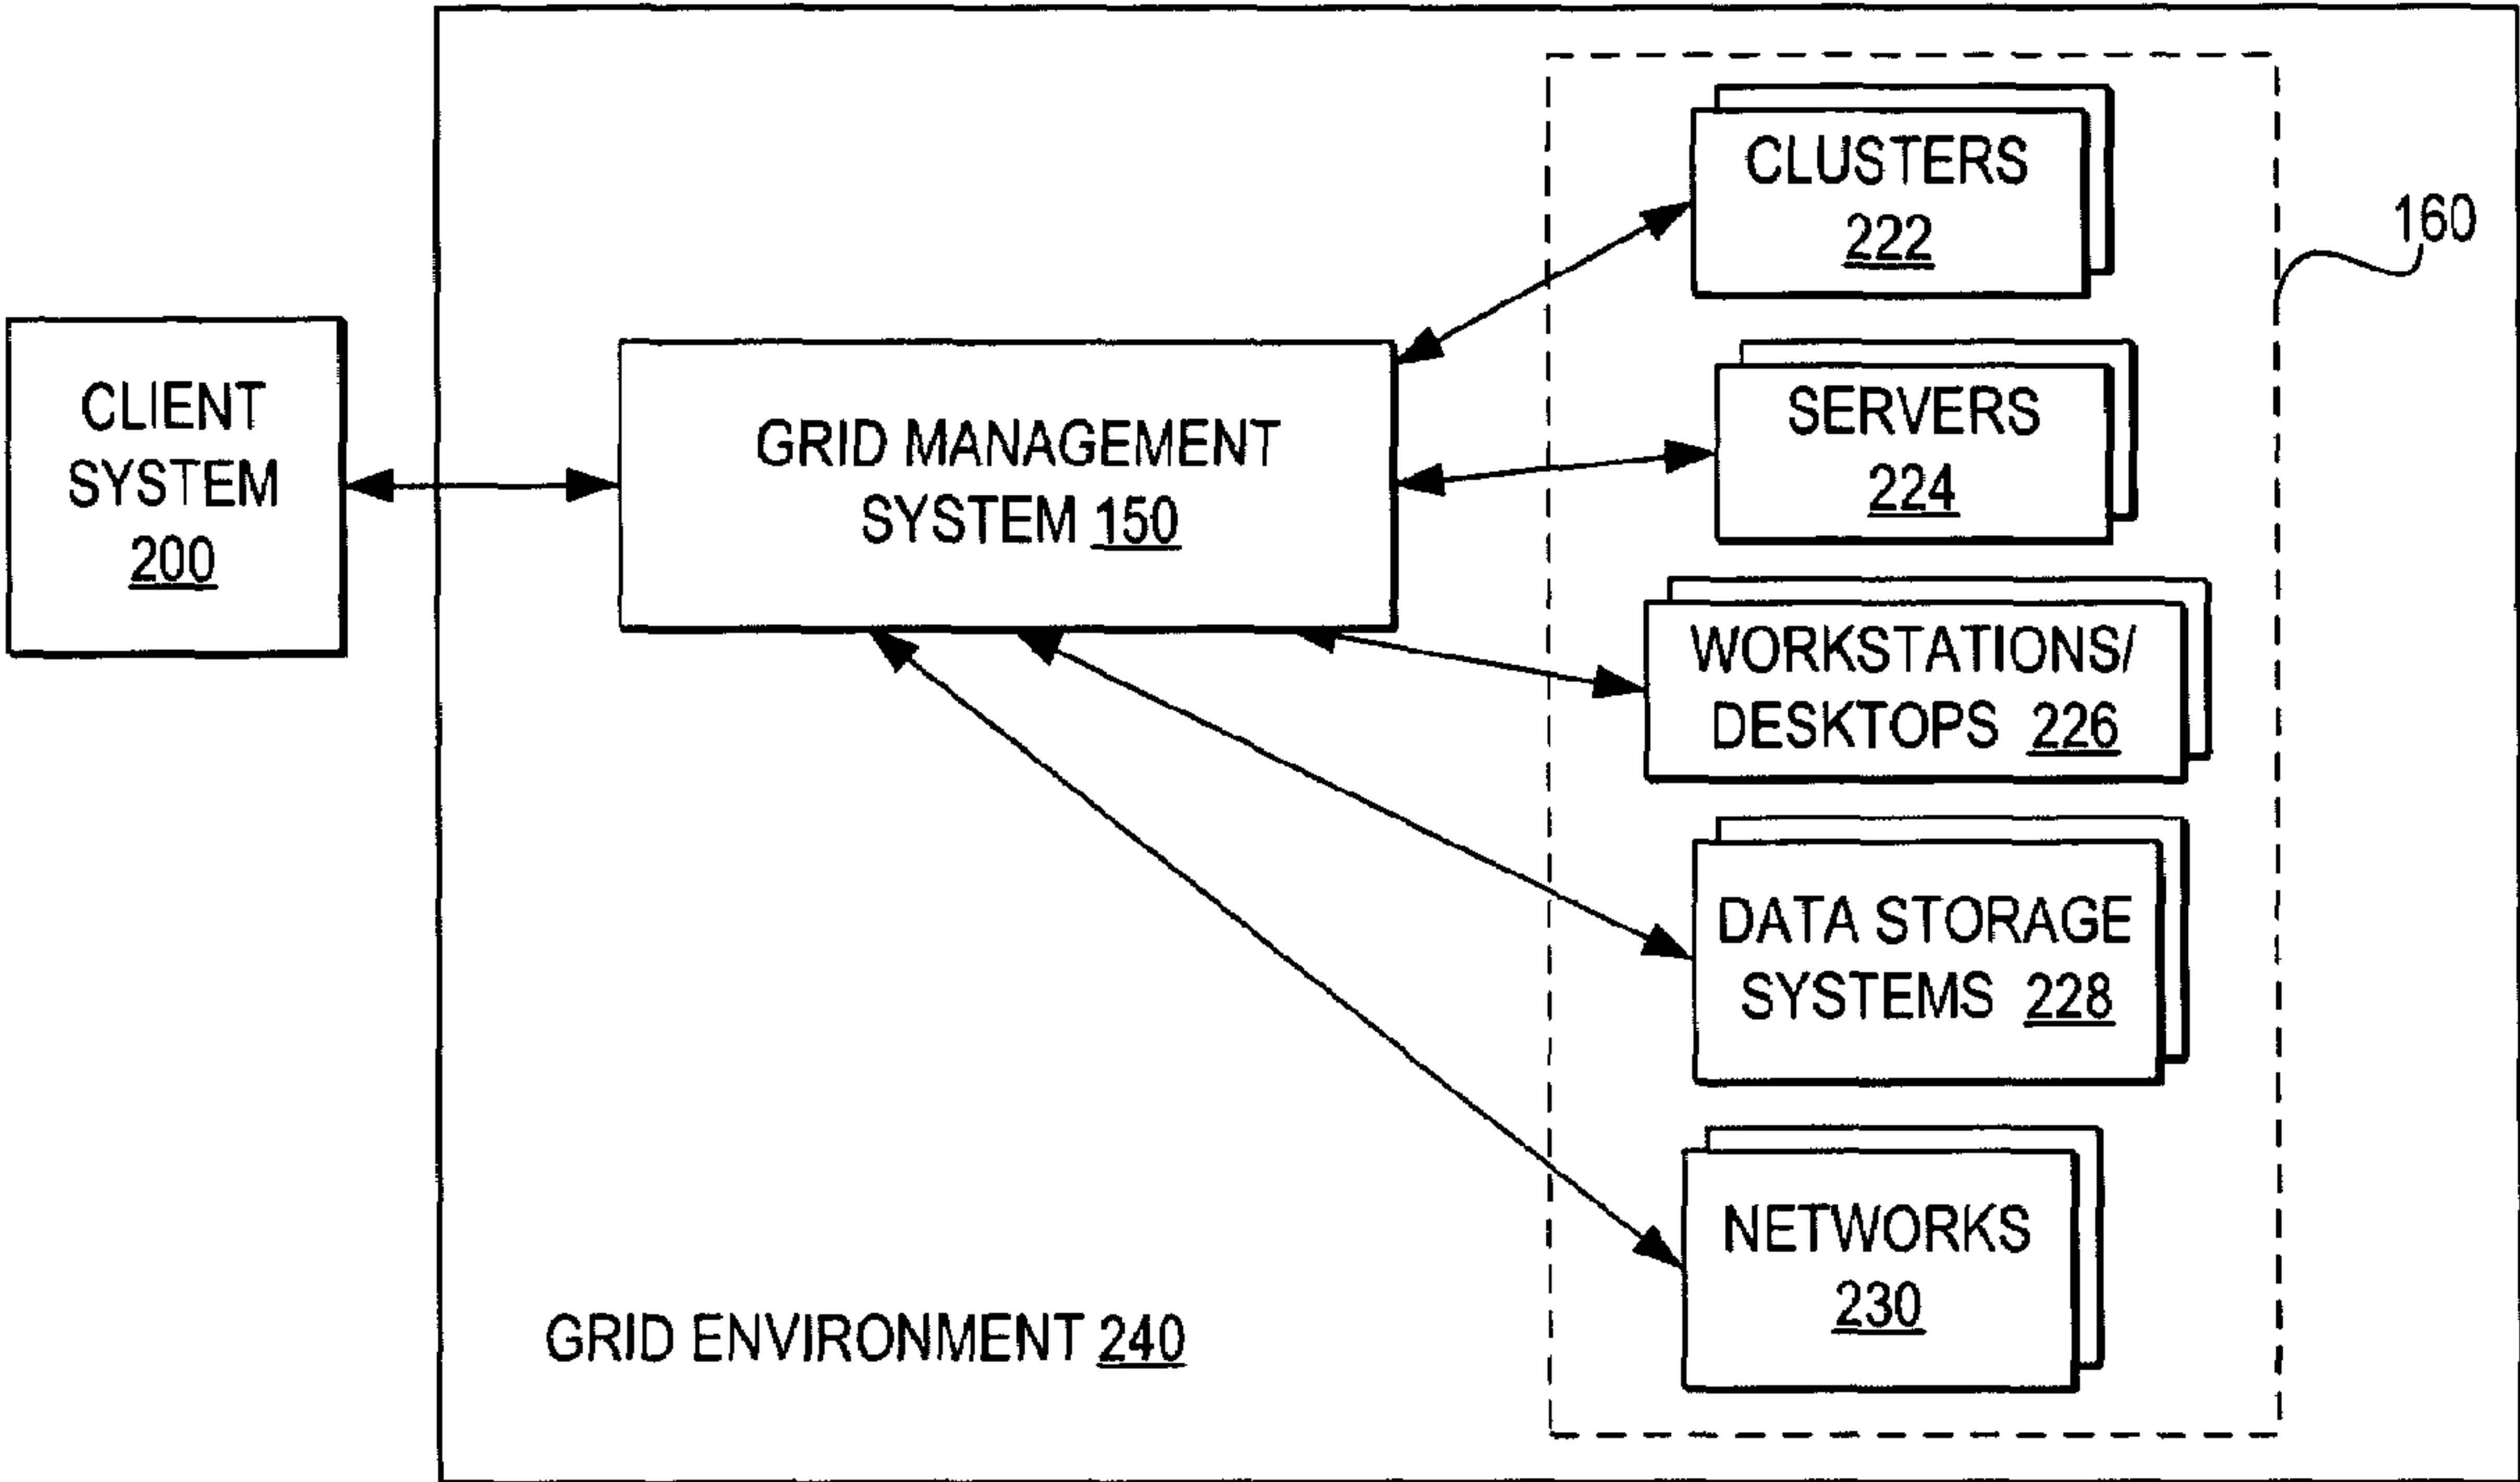 CLIENT
SYSTEM
200
GRID MANAGEMENT
SYSTEM 150
CLUSTERS
222
160
SERVERS
224
WORKSTATIONS/
DESKTOPS 226
DATA STORAGE
SYSTEMS 228
NETWORKS
230
GRID ENVIRONMENT 240